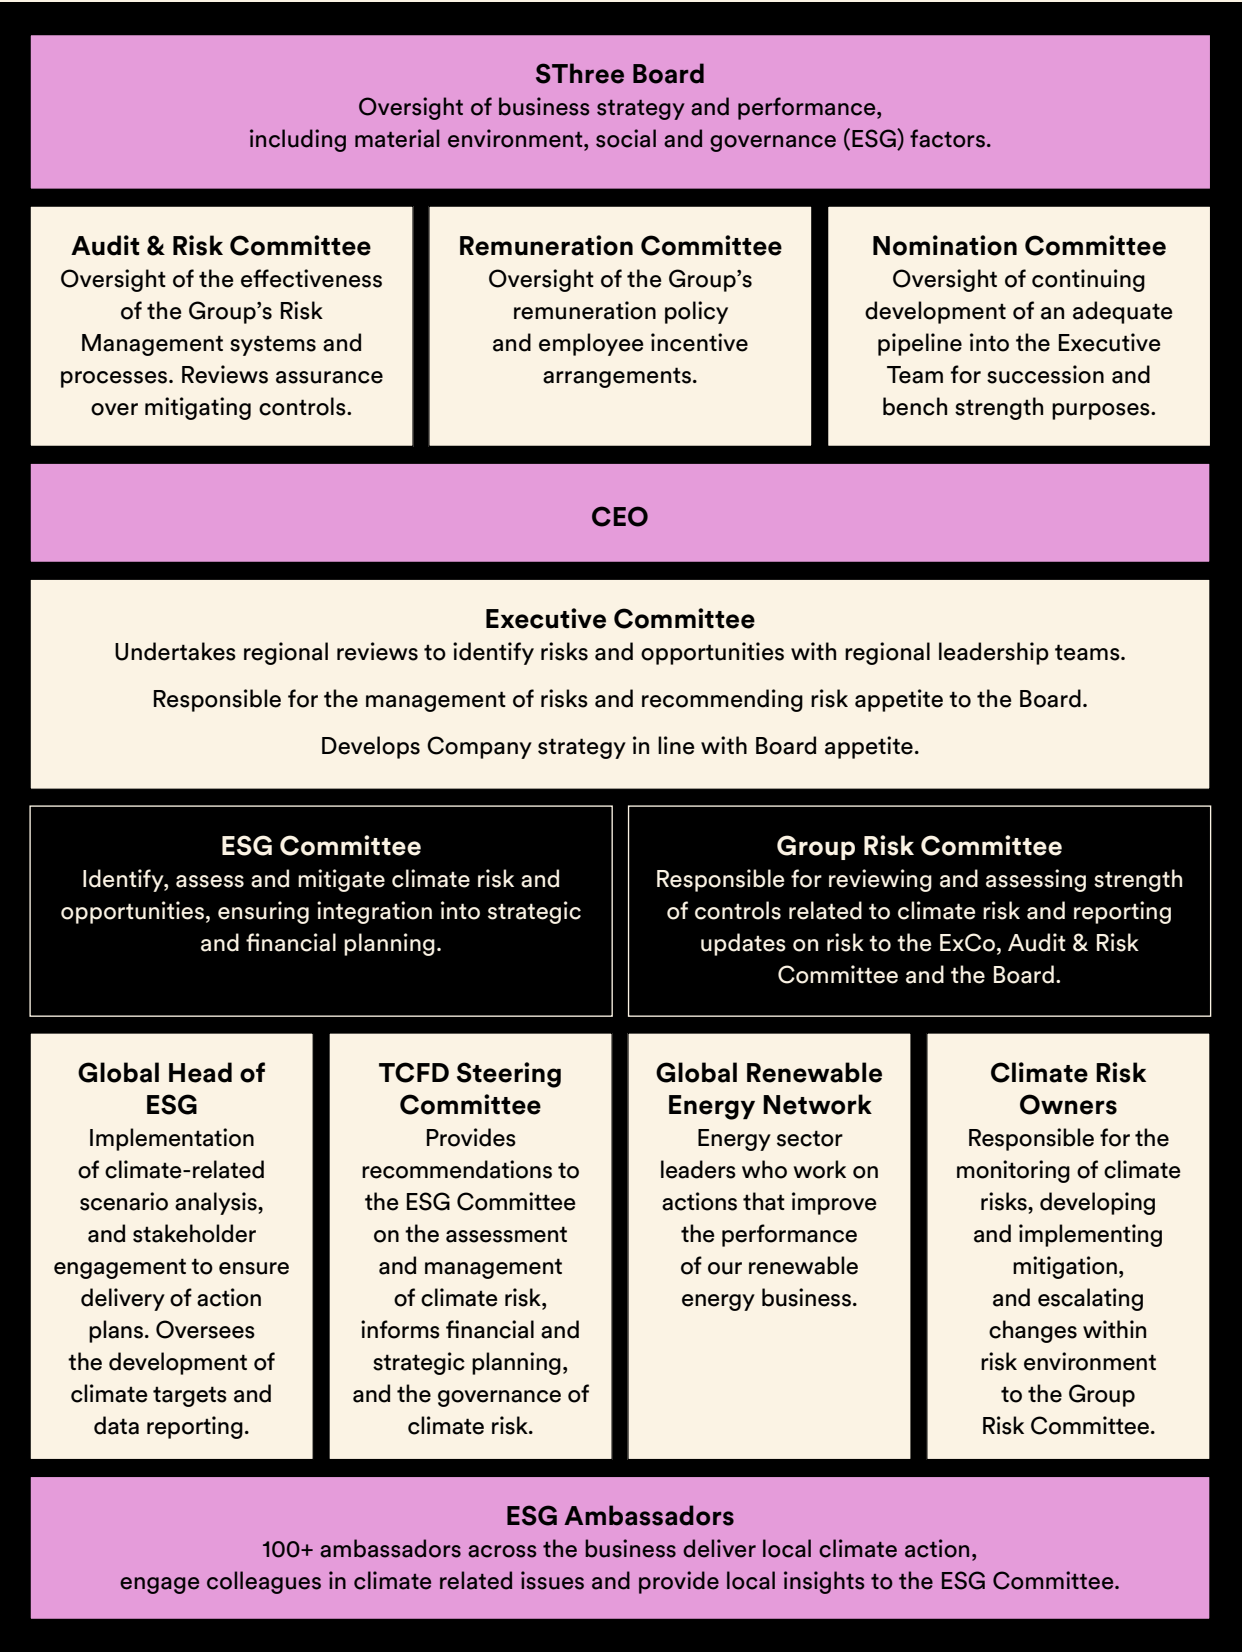 SThree Board
Oversight of business strategy and performance,
including material environment, social and governance (ESG) factors.
Audit & Risk Committee
Oversight of the effectiveness
of the Group’s Risk
Management systems and
processes. Reviews assurance
over mitigating controls.
Remuneration Committee
Oversight of the Group’s
remuneration policy
and employee incentive
arrangements.
Nomination Committee
Oversight of continuing
development of an adequate
pipeline into the Executive
Team for succession and
bench strength purposes.
CEO
Executive Committee
Undertakes regional reviews to identify risks and opportunities with regional leadership teams.
Responsible for the management of risks and recommending risk appetite to the Board.
Develops Company strategy in line with Board appetite.
ESG Committee
Identify, assess and mitigate climate risk and
opportunities, ensuring integration into strategic
and financial planning.
Group Risk Committee
Responsible for reviewing and assessing strength
of controls related to climate risk and reporting
updates on risk to the ExCo, Audit & Risk
Committee and the Board.
Global Head of
ESG
Implementation
of climate-related
scenario analysis,
and stakeholder
engagement to ensure
delivery of action
plans. Oversees
the development of
climate targets and
data reporting.
TCFD Steering
Committee
Provides
recommendations to
the ESG Committee
on the assessment
and management
of climate risk,
informs financial and
strategic planning,
and the governance of
climate risk.
Global Renewable
Energy Network
Energy sector
leaders who work on
actions that improve
the performance
of our renewable
energy business.
Climate Risk
Owners
Responsible for the
monitoring of climate
risks, developing
and implementing
mitigation,
and escalating
changes within
risk environment
to the Group
Risk Committee.
ESG Ambassadors
100+ ambassadors across the business deliver local climate action,
engage colleagues in climate related issues and provide local insights to the ESG Committee.